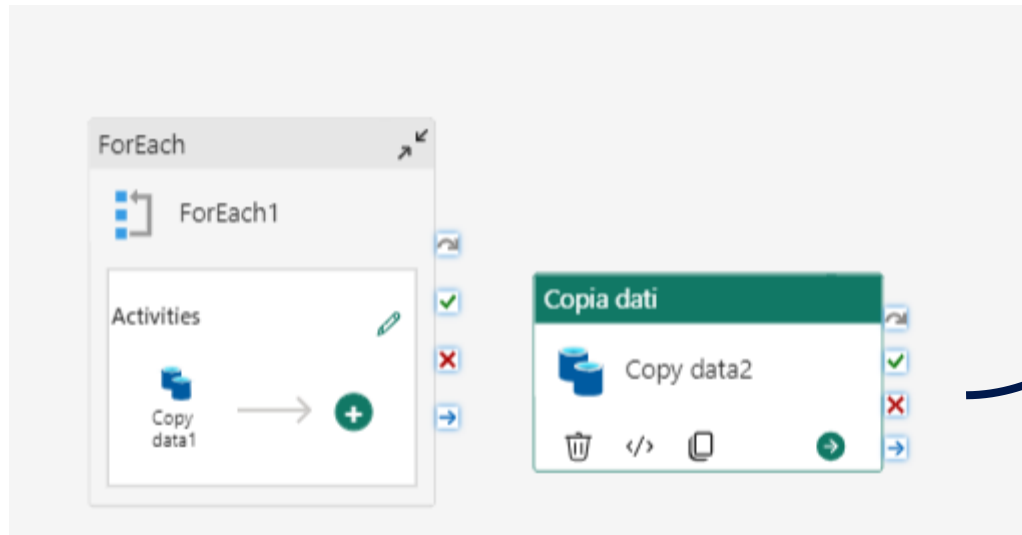 ForEach
ForEach1
Activities
Copy
data1
Copia dati
Copy data2